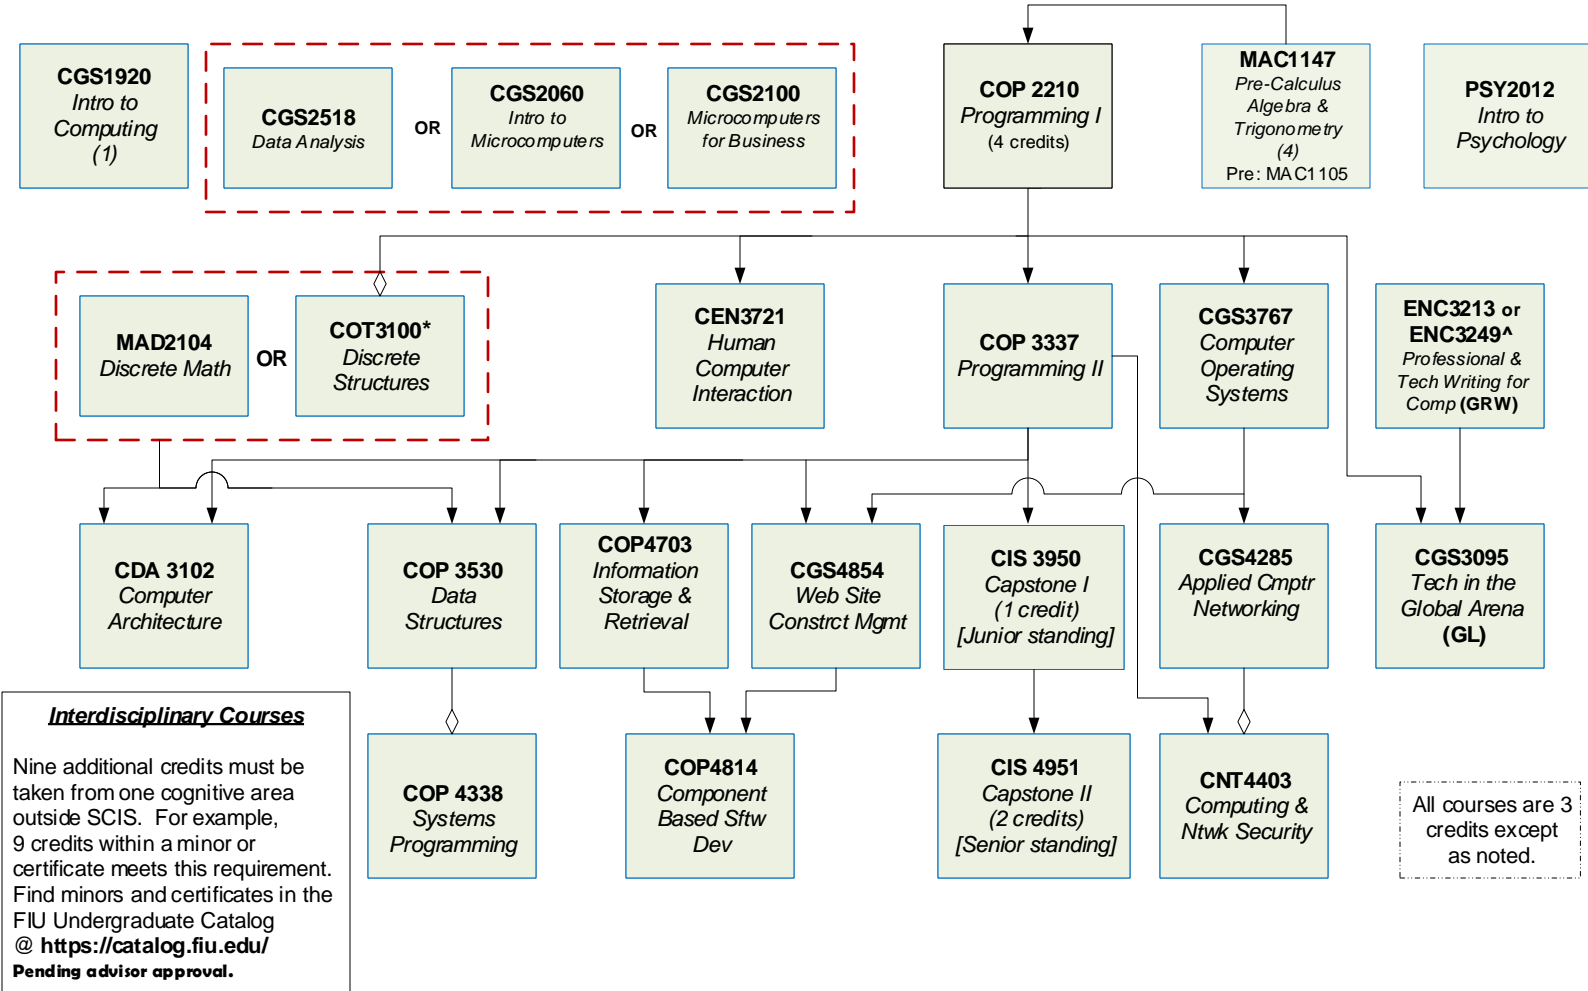 CGS1920
Intro to
Computing
(1)
CGS2518
Data Analysis
OR
CGS2060
Intro to
Microcomputers
OR
CGS2100
Microcomputers
for Business
COP 2210
Programming I
(4 credits)
MAC1147
Pre-Calculus
Algebra &
Trigonometry
(4)
Pre: MAC1105
PSY2012
Intro to
Psychology
MAD2104
Discrete Math
OR
COT3100*
Discrete
Structures
CEN3721
Human
Computer
Interaction
COP 3337
Programming II
CGS3767
Computer
Operating
Systems
ENC3213 or
ENC3249^
Professional &
Tech Writing for
Comp (GRW)
CDA 3102
Computer
Architecture
COP 3530
Data
Structures
COP4703
Information
Storage &
Retrieval
CGS4854
Web Site
Constrct Mgmt
CIS 3950
Capstone I
(1 credit)
[Junior standing]
CGS4285
Applied Cmptr
Networking
CGS3095
Tech in the
Global Arena
(GL)
Interdisciplinary Courses
Nine additional credits must be
taken from one cognitive area
outside SCIS. For example,
9 credits within a minor or
certificate meets this requirement.
Find minors and certificates in the
FIU Undergraduate Catalog
@ https://catalog.fiu.edu/
Pending advisor approval.
COP 4338
Systems
Programming
COP4814
Component
Based Sftw
Dev
CIS 4951
Capstone II
(2 credits)
[Senior standing]
CNT4403
Computing &
Ntwk Security
All courses are 3
credits except
as noted.